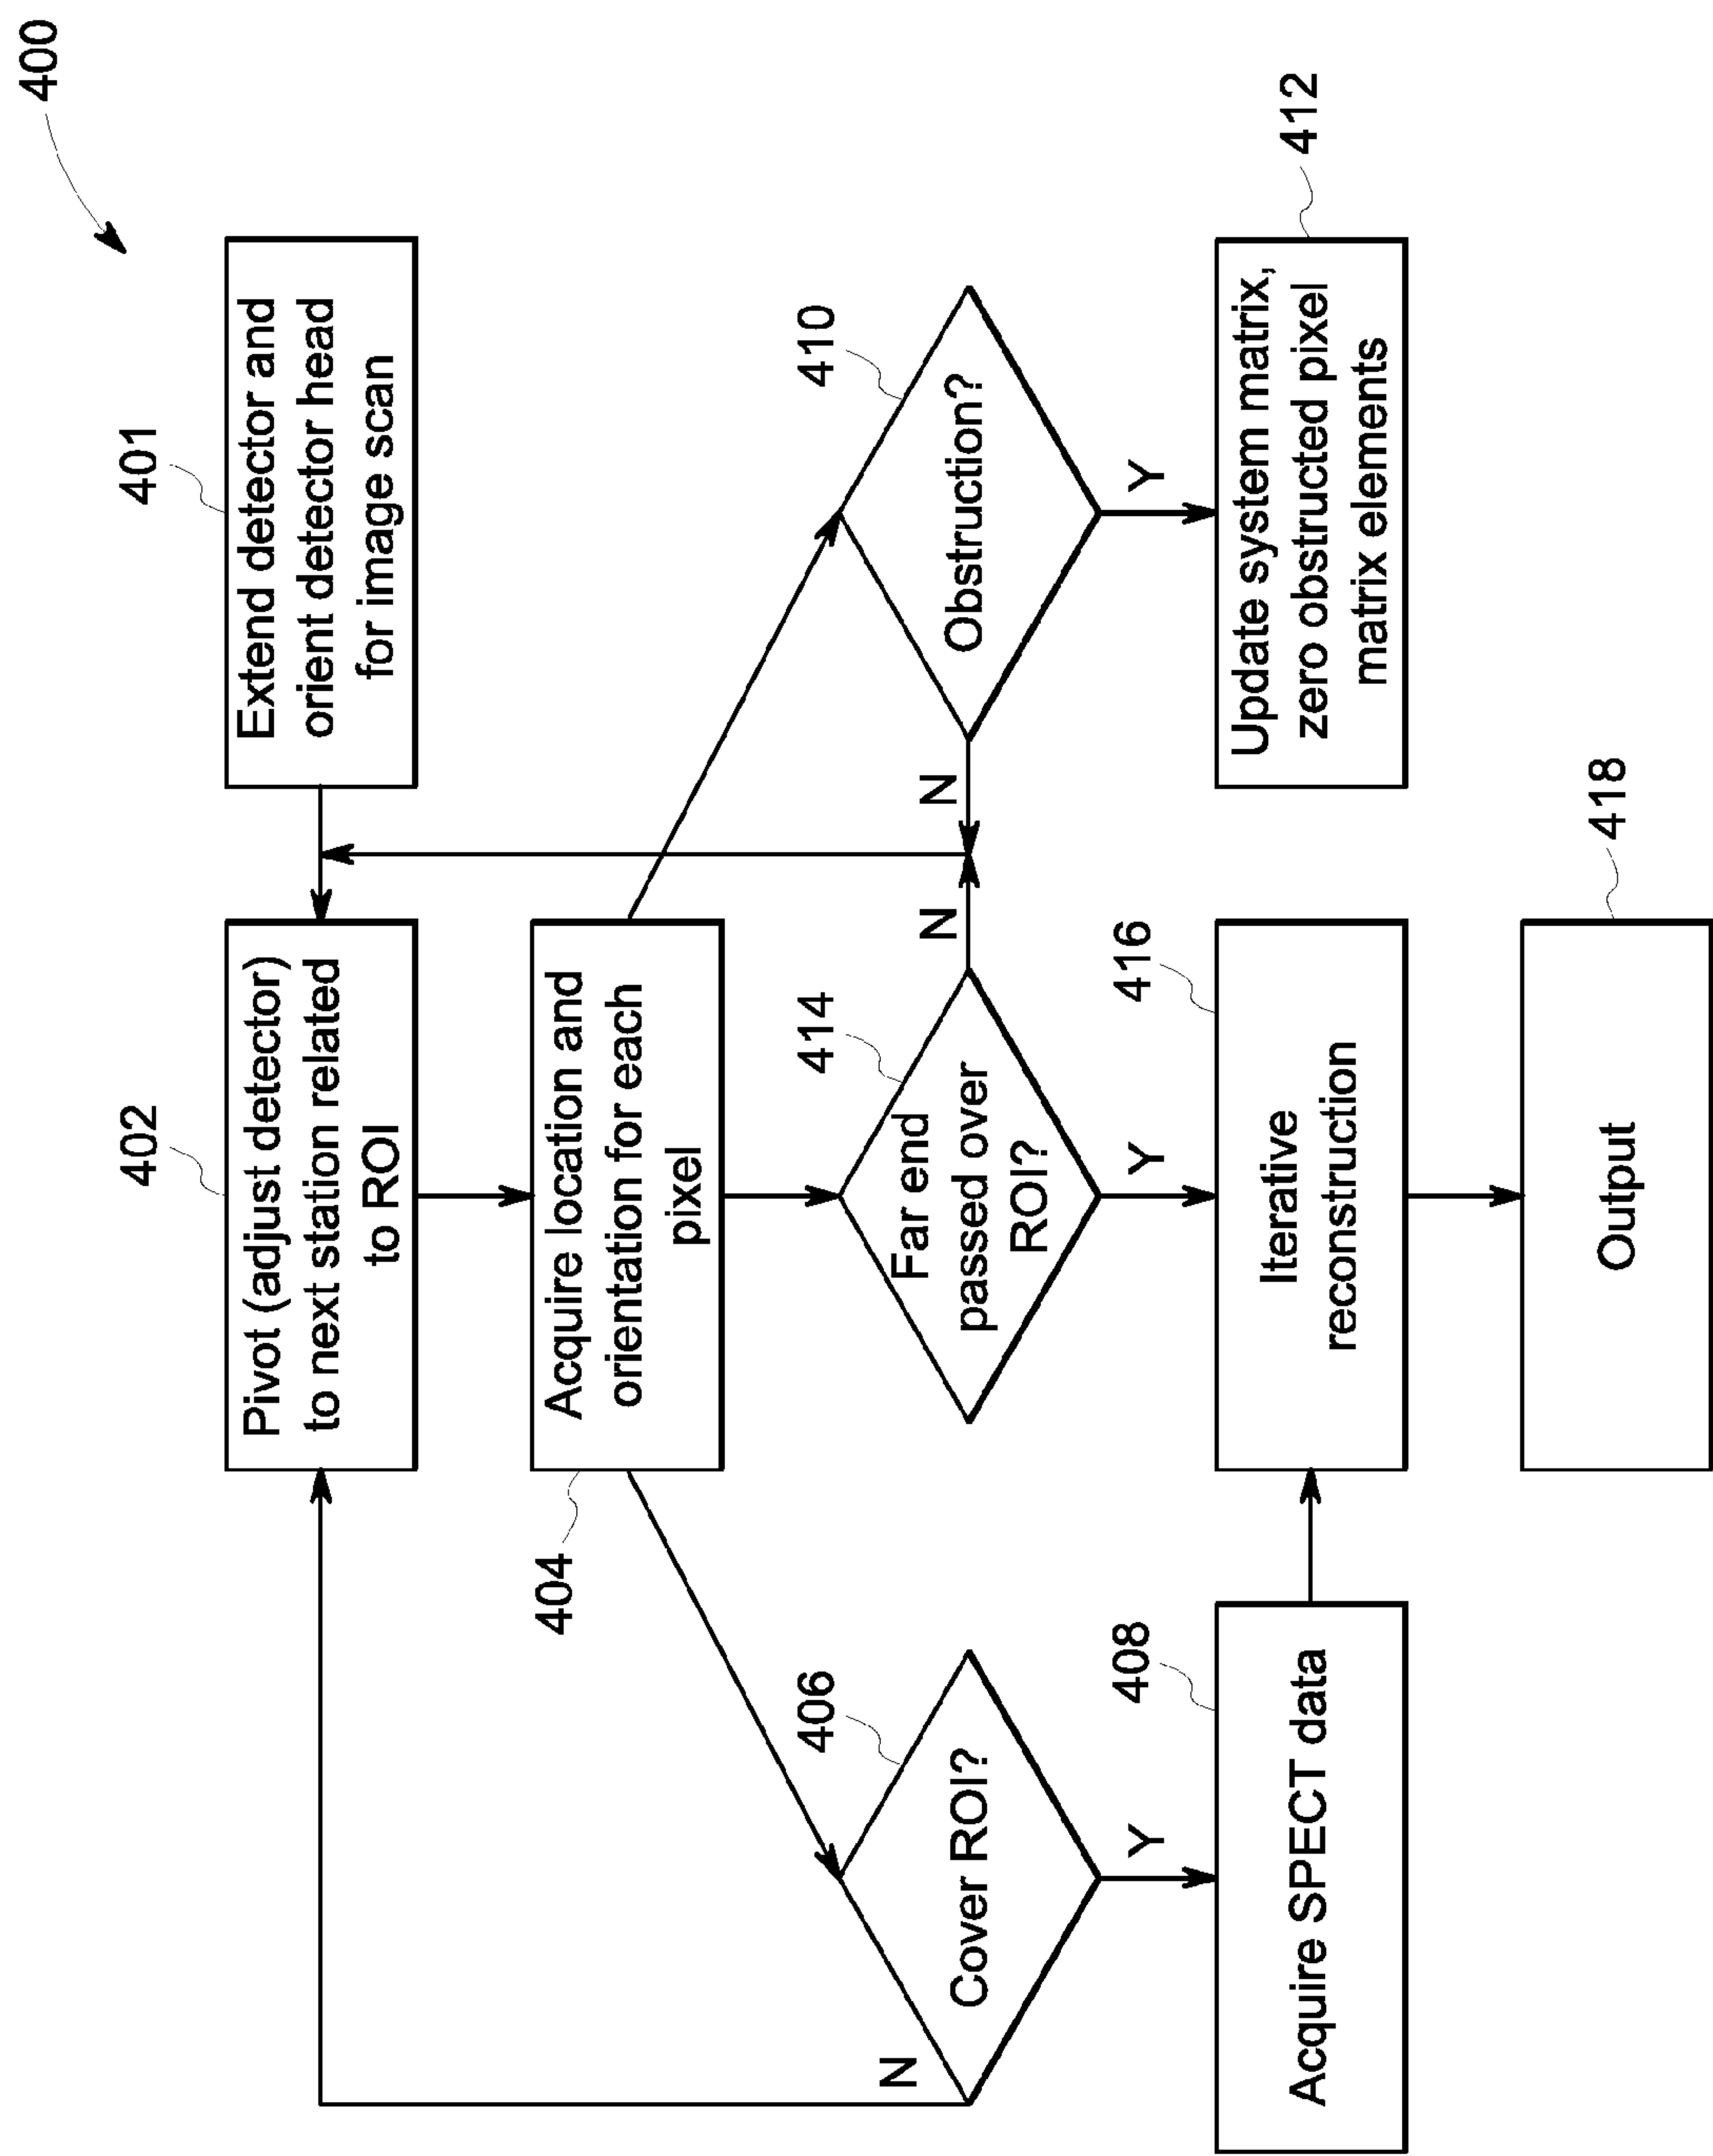 400
401
Extend detector and
orient detector head
for image scan
402
Pivot (adjust detector)
to next station related
to ROI
404
Acquire location and
orientation for each
pixel
406
Cover ROI?
N
Y
414
Far end
passed over
ROI?
N
Y
410
Obstruction?
N
Y
408
Acquire SPECT data
416
Iterative
reconstruction
412
Update system matrix,
zero obstructed pixel
matrix elements
418
Output